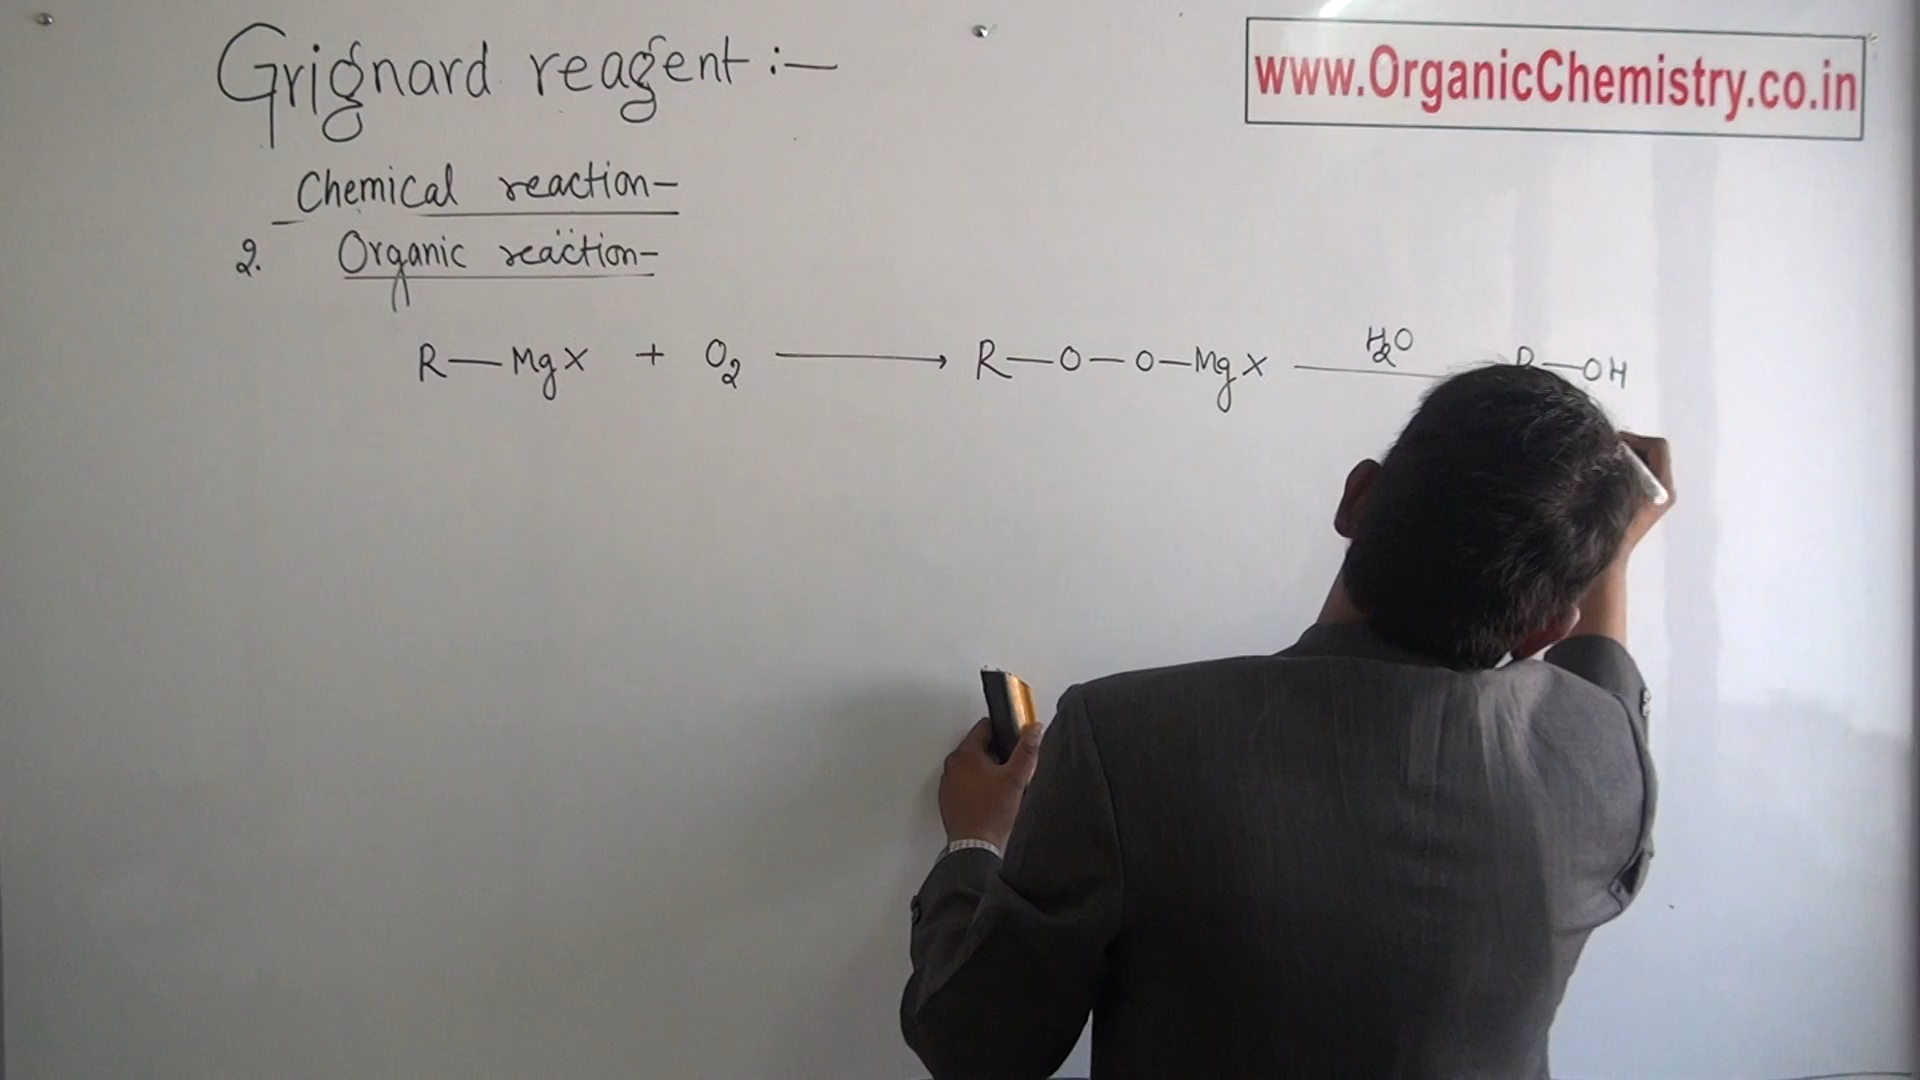 Grignard reagent :—
www.OrganicChemistry.co.in
Chemical reaction-
2. Organic reaction-
R—MgX + O2 ⟶ R—O—O—MgX —H2O— R—OH